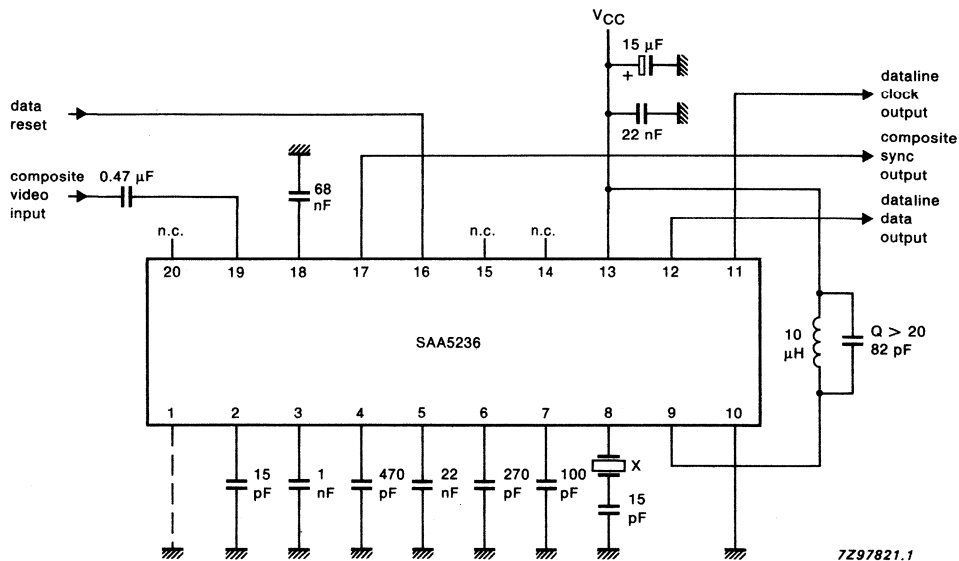 VCC
15 µF
+
22 nF
data
reset
composite
video
input
0.47 µF
68
nF
dataline
clock
output
composite
sync
output
dataline
data
output
n.c.
n.c.
n.c.
20 19 18 17 16 15 14 13 12 11
SAA5236
10
µH
Q > 20
82 pF
1 2 3 4 5 6 7 8 9 10
15
pF
1
nF
470
pF
22
nF
270
pF
100
pF
X
15
pF
7Z97821.1